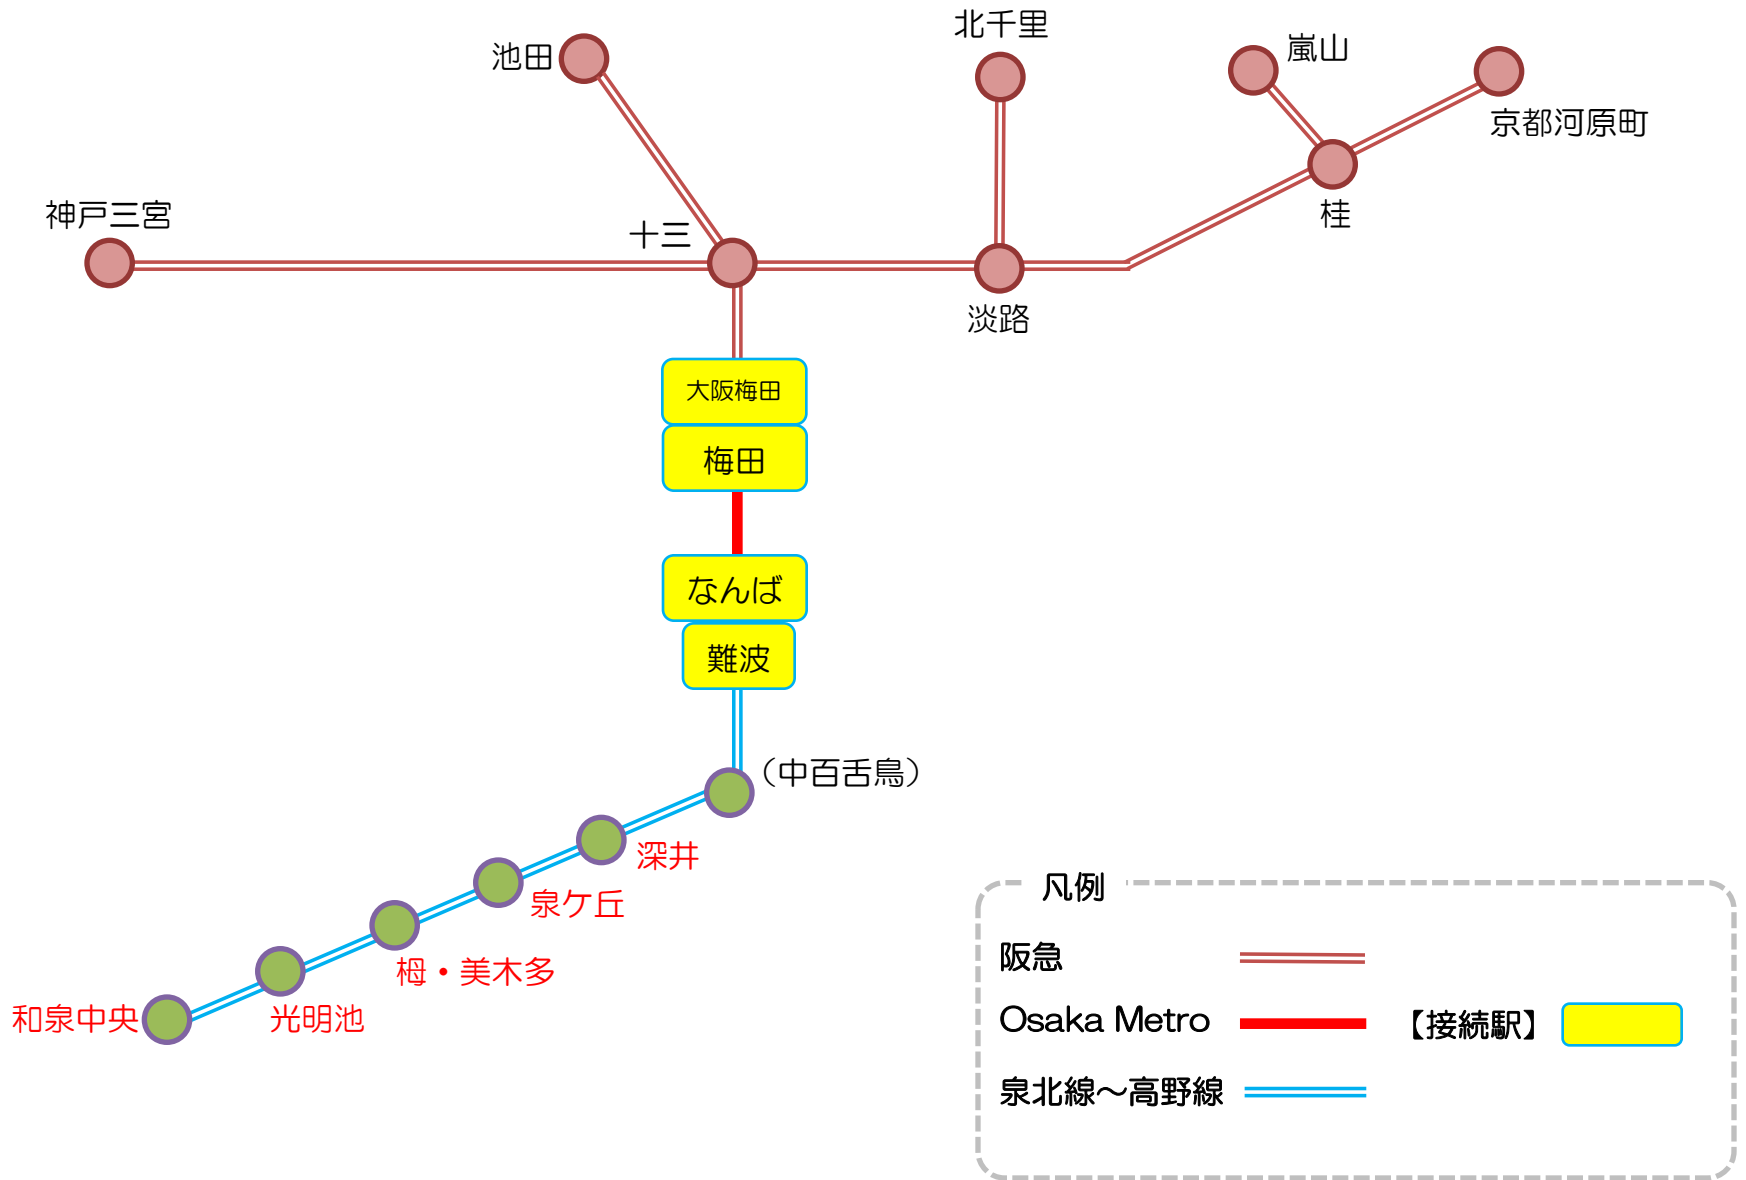 北千里
池田
嵐山
京都河原町
神戸三宮
十三
桂
淡路
大阪梅田
梅田
なんば
難波
（中百舌鳥）
深井
泉ケ丘
栂・美木多
光明池
和泉中央
凡例
阪急
Osaka Metro
【接続駅】
泉北線～高野線